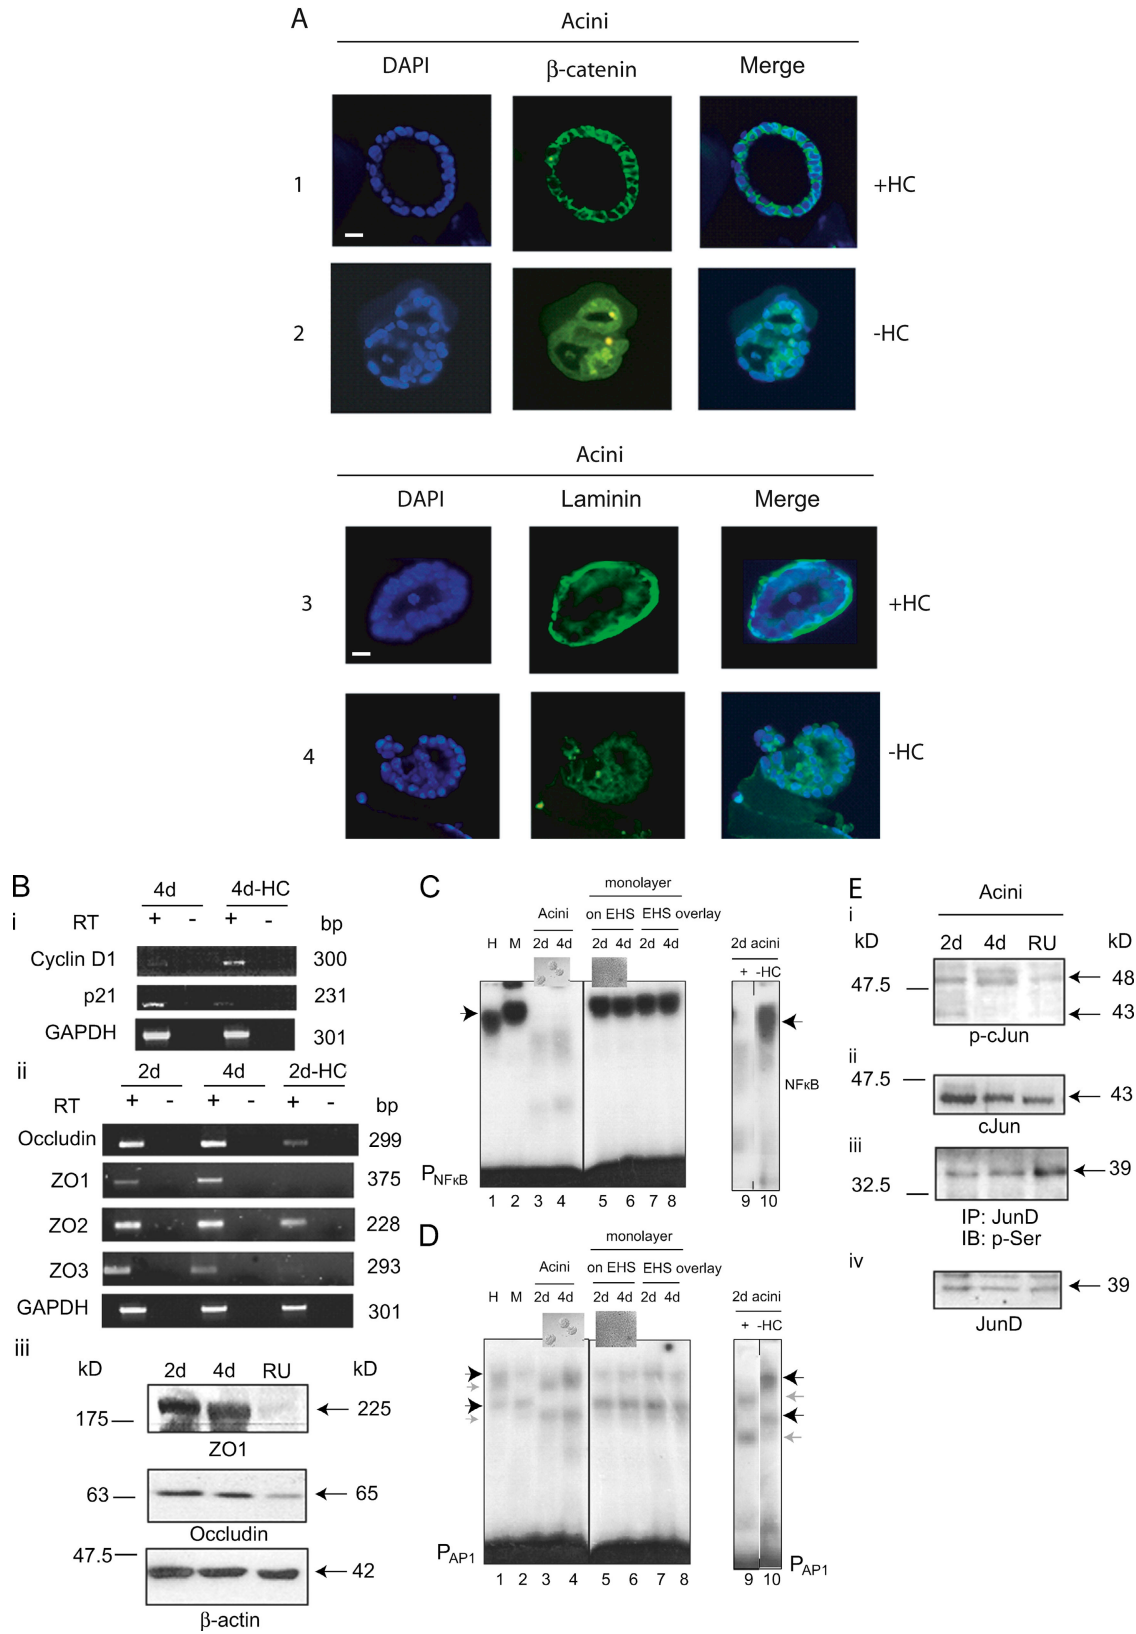 A
Acini
DAPI β-catenin Merge
1 +HC
2 -HC
Acini
DAPI Laminin Merge
3 +HC
4 -HC
B
4d 4d-HC
i RT + - + - bp
Cyclin D1 300
p21 231
GAPDH 301
ii 2d 4d 2d-HC
RT + - + - + - bp
Occludin 299
ZO1 375
ZO2 228
ZO3 293
GAPDH 301
iii
kD 2d 4d RU kD
175 225
ZO1
63 65
Occludin
47.5 42
β-actin
C
monolayer
Acini on EHS EHS overlay 2d acini
H M 2d 4d 2d 4d 2d 4d + -HC
NFκB
PNFκB
1 2 3 4 5 6 7 8 9 10
D
monolayer
Acini on EHS EHS overlay 2d acini
H M 2d 4d 2d 4d 2d 4d + -HC
PAP1 PAP1
1 2 3 4 5 6 7 8 9 10
E
Acini
i
kD 2d 4d RU kD
47.5 48
43
p-cJun
ii
47.5 43
cJun
iii
39
32.5
IP: JunD
IB: p-Ser
iv
39
JunD